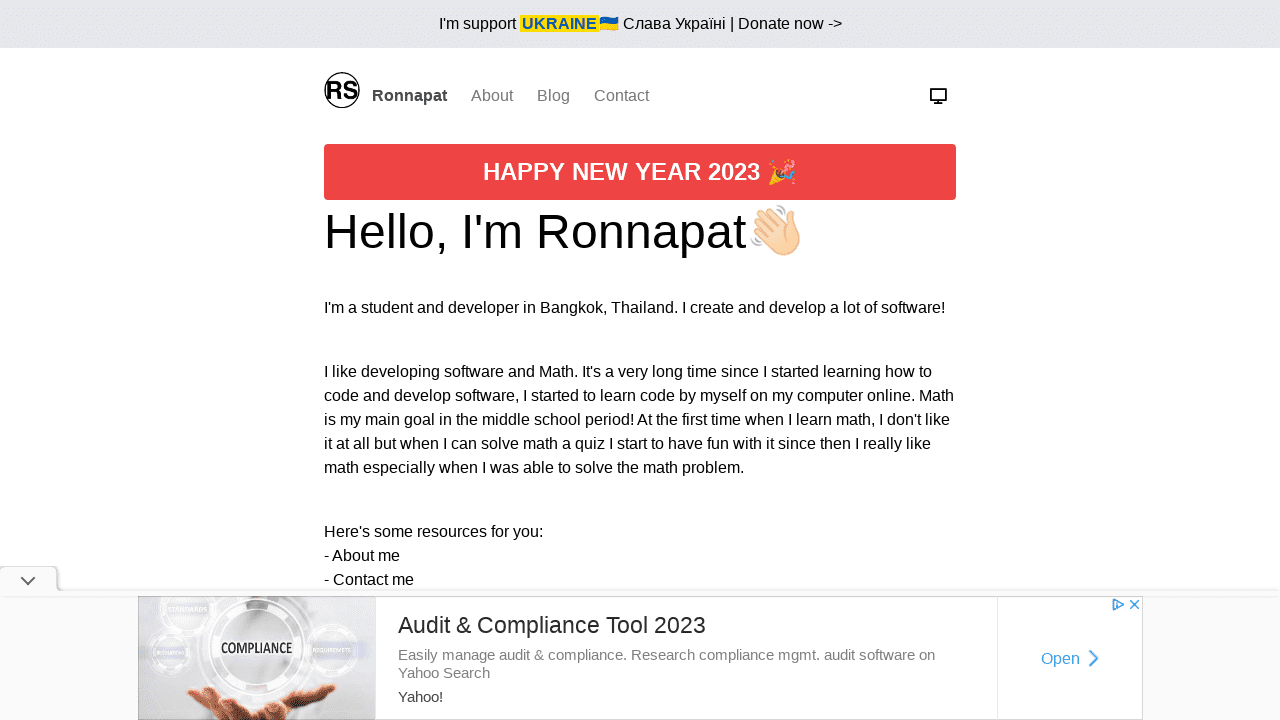 I'm support UKRAINE🇺🇦 Слава Україні | Donate now ->
RS Ronnapat About Blog Contact
HAPPY NEW YEAR 2023 🎉
Hello, I'm Ronnapat👋🏻
I'm a student and developer in Bangkok, Thailand. I create and develop a lot of software!
I like developing software and Math. It's a very long time since I started learning how to
code and develop software, I started to learn code by myself on my computer online. Math
is my main goal in the middle school period! At the first time when I learn math, I don't like
it at all but when I can solve math a quiz I start to have fun with it since then I really like
math especially when I was able to solve the math problem.
Here's some resources for you:
- About me
- Contact me
STANDARDS
COMPLIANCE
REGULATIONS
REQUIREMENTS
Audit & Compliance Tool 2023
Easily manage audit & compliance. Research compliance mgmt. audit software on
Yahoo Search
Yahoo!
Open